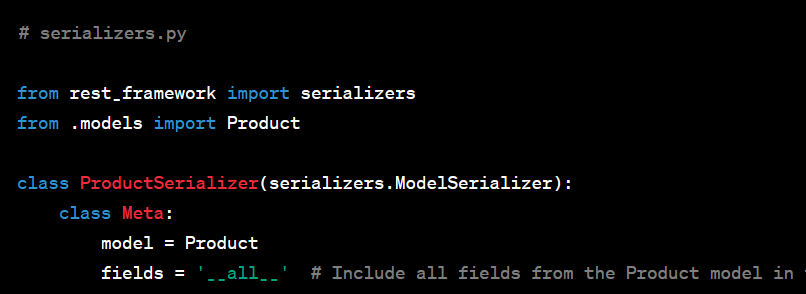 # serializers.py
from rest_framework import serializers
from .models import Product
class ProductSerializer(serializers.ModelSerializer):
class Meta:
model = Product
fields = '__all__'  # Include all fields from the Product model in